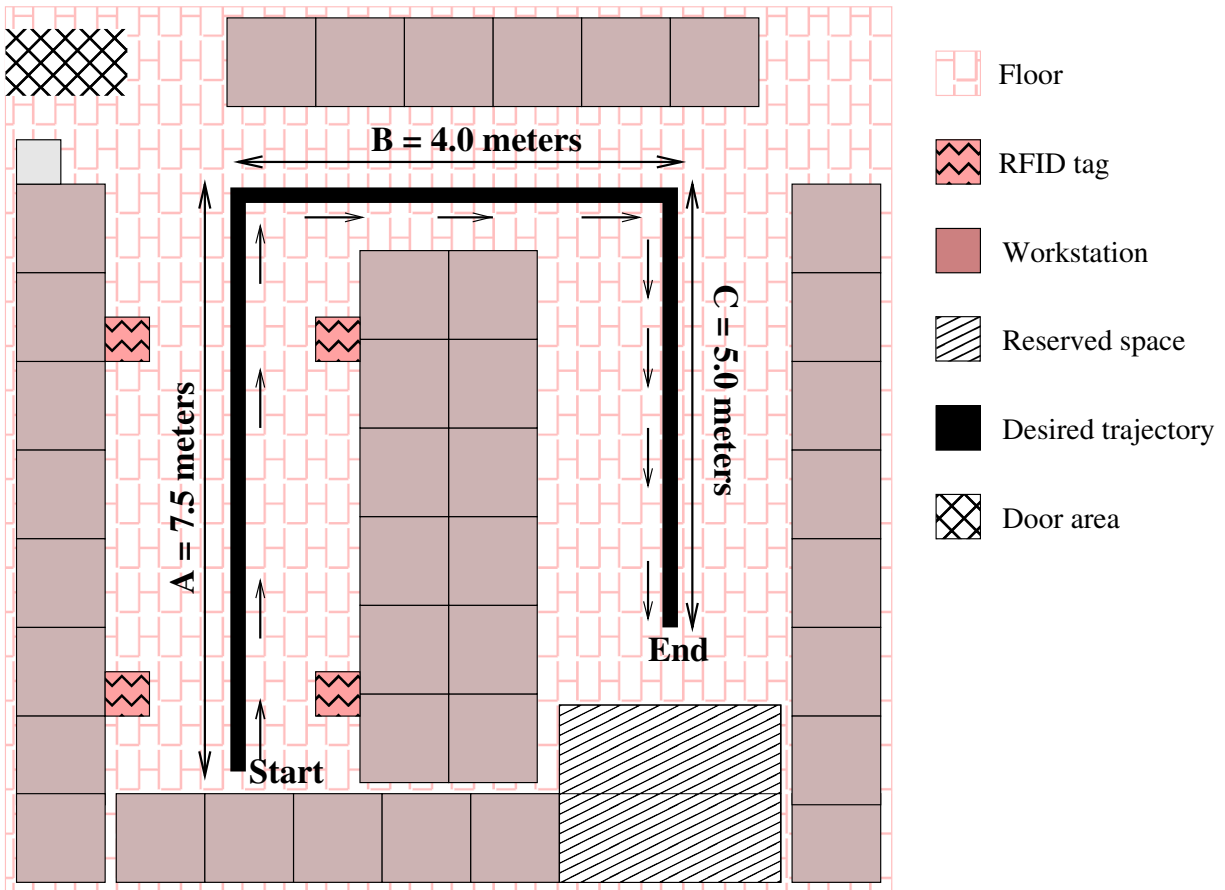 B = 4.0 meters
A = 7.5 meters
C = 5.0 meters
Start
End
Floor
RFID tag
Workstation
Reserved space
Desired trajectory
Door area